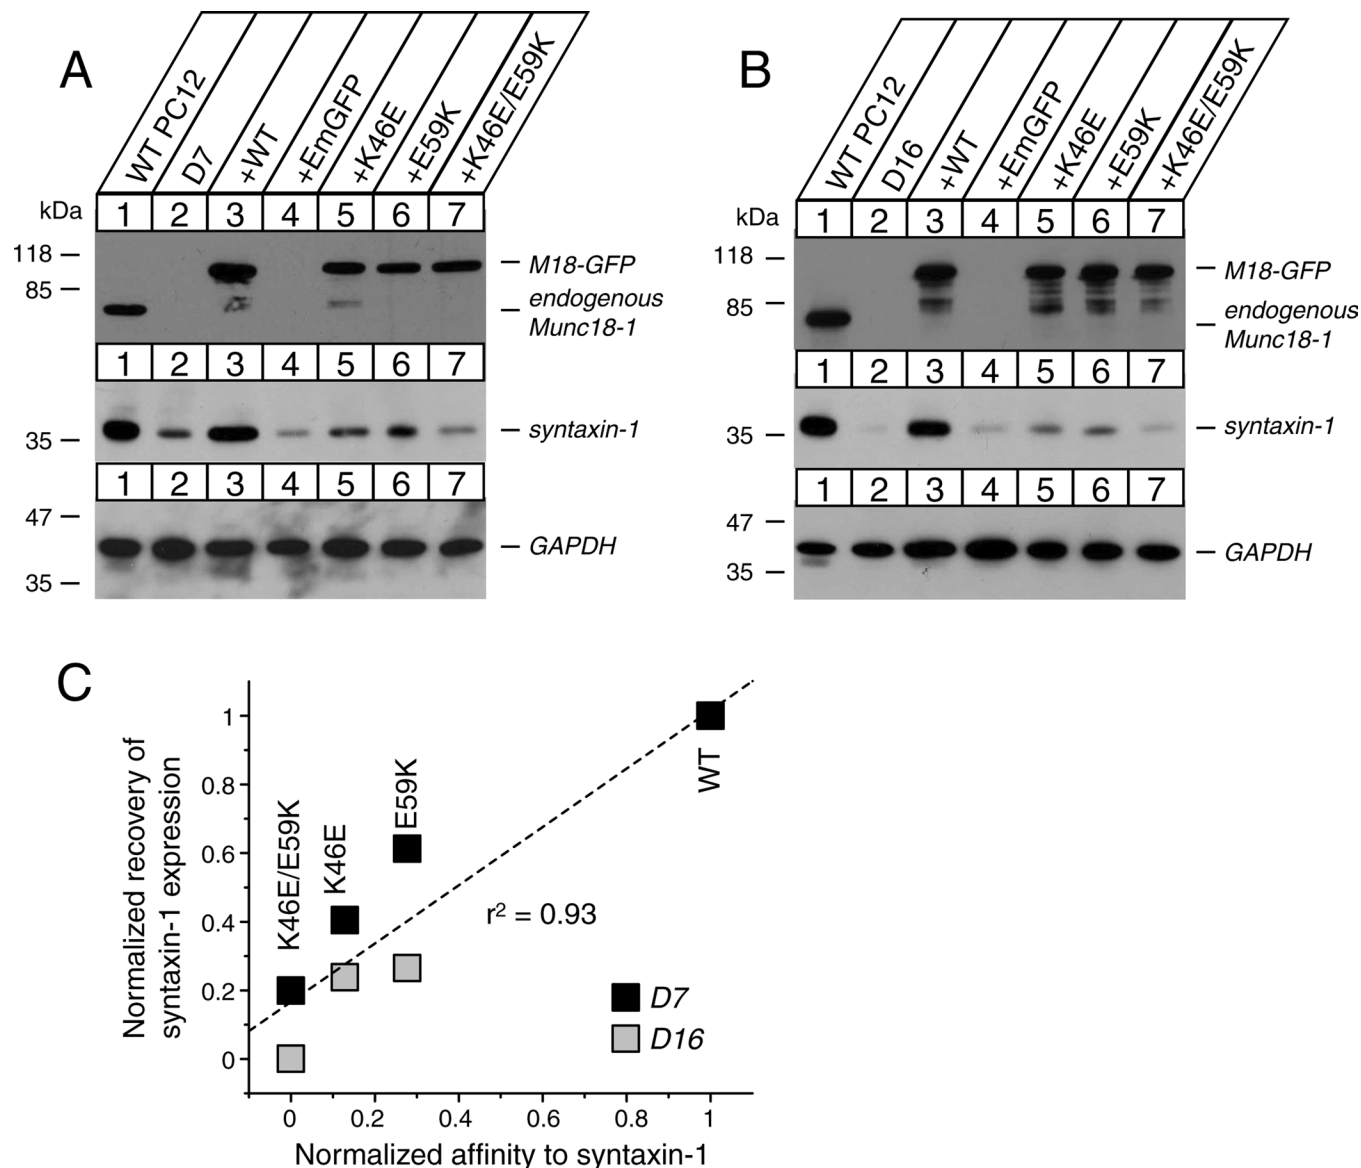 A
WT PC12
D7
+WT
+EmGFP
+K46E
+E59K
+K46E/E59K
kDa
1 2 3 4 5 6 7
118
85
M18-GFP
endogenous
Munc18-1
1 2 3 4 5 6 7
35
syntaxin-1
1 2 3 4 5 6 7
47
35
GAPDH
B
WT PC12
D16
+WT
+EmGFP
+K46E
+E59K
+K46E/E59K
kDa
1 2 3 4 5 6 7
118
85
M18-GFP
endogenous
Munc18-1
1 2 3 4 5 6 7
35
syntaxin-1
1 2 3 4 5 6 7
47
35
GAPDH
C
Normalized recovery of
syntaxin-1 expression
1
0.8
0.6
0.4
0.2
0
K46E/E59K
K46E
E59K
WT
r² = 0.93
D7
D16
0 0.2 0.4 0.6 0.8 1
Normalized affinity to syntaxin-1